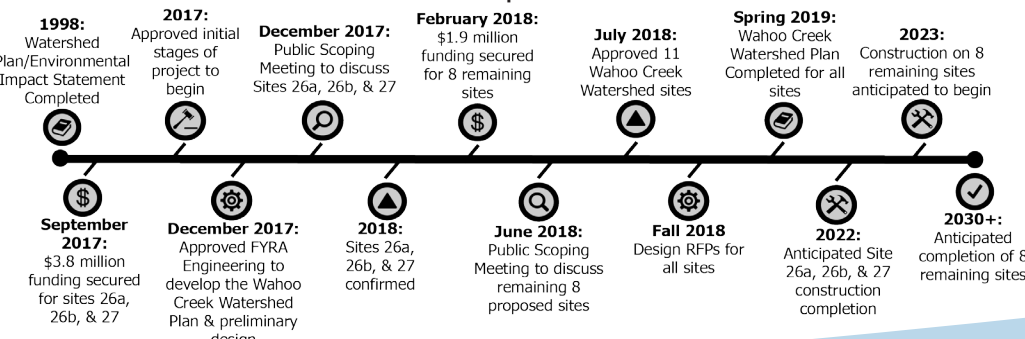 1998:
Watershed
Plan/Environmental
Impact Statement
Completed
2017:
Approved initial
stages of
project to
begin
December 2017:
Public Scoping
Meeting to discuss
Sites 26a, 26b, & 27
February 2018:
$1.9 million
funding secured
for 8 remaining
sites
July 2018:
Approved 11
Wahoo Creek
Watershed sites
Spring 2019:
Wahoo Creek
Watershed Plan
Completed for all
sites
2023:
Construction on 8
remaining sites
anticipated to begin
$
$
September
2017:
$3.8 million
funding secured
for sites 26a,
26b, & 27
December 2017:
Approved FYRA
Engineering to
develop the Wahoo
Creek Watershed
Plan & preliminary
design
2018:
Sites 26a,
26b, & 27
confirmed
June 2018:
Public Scoping
Meeting to discuss
remaining 8
proposed sites
Fall 2018
Design RFPs for
all sites
2022:
Anticipated Site
26a, 26b, & 27
construction
completion
2030+:
Anticipated
completion of 8
remaining sites